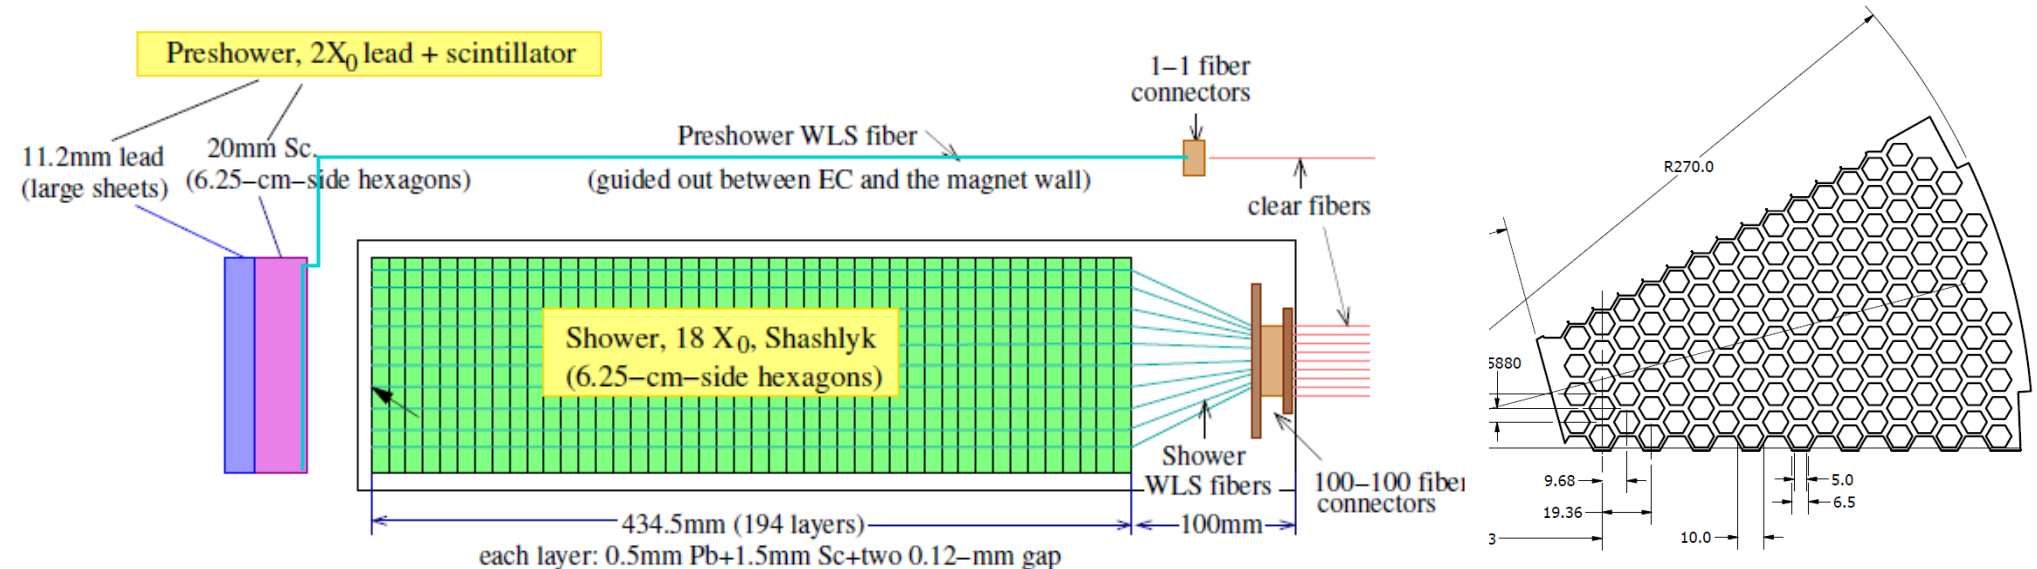 Preshower, 2X0 lead + scintillator
1−1 fiber
connectors
11.2mm lead
(large sheets)
20mm Sc.
(6.25−cm−side hexagons)
Preshower WLS fiber
(guided out between EC and the magnet wall)
clear fibers
Shower, 18 X0, Shashlyk
(6.25−cm−side hexagons)
Shower
WLS fibers
100−100 fiber
connectors
434.5mm (194 layers)
100mm
each layer: 0.5mm Pb+1.5mm Sc+two 0.12−mm gap
R270.0
5880
9.68
5.0
6.5
19.36
10.0
3